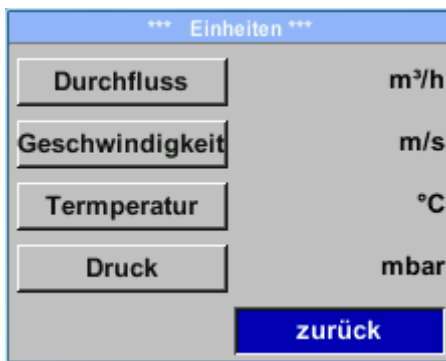 *** Einheiten ***
Durchfluss m³/h
Geschwindigkeit m/s
Termperatur °C
Druck mbar
zurück